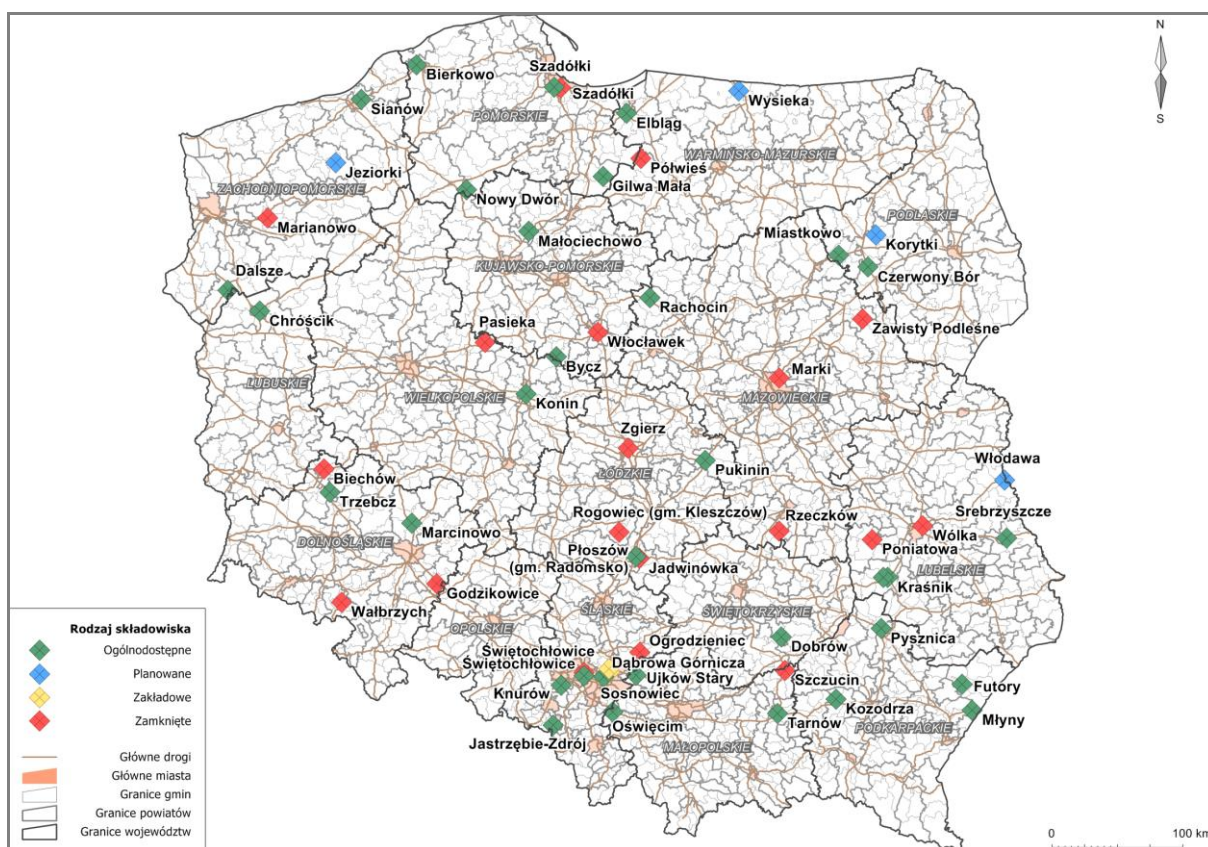 N
S
Bierkowo
Szadółki
Szadółki
Sianów
POMORSKIE
Elbląg
Wysieka
WARMIŃSKO-MAZURSKIE
Półwieś
Jeziorki
ZACHODNIOPOMORSKIE
Gilwa Mała
Nowy Dwór
Marianowo
Małociechowo
KUJAWSKO-POMORSKIE
PODLASKIE
Miastkowo
Korytki
Czerwony Bór
Dalsze
Chróścik
Rachocin
Zawisty Podleśne
Pasieka
Włocławek
Bycz
Marki
MAZOWIECKIE
LUBUSKIE
WIELKOPOLSKIE
Konin
Zgierz
ŁÓDZKIE
Pukinin
Włodawa
Biechów
Trzebcz
Srebrzyszcze
Rogowiec (gm. Kleszczów)
Rzeczków
Wólka
Marcinowo
DOLNOŚLĄSKIE
Płoszów
(gm. Radomsko)
Jadwinówka
Poniatowa
LUBELSKIE
Kraśnik
Godzikowice
Wałbrzych
OPOLSKIE
ŚLĄSKIE
ŚWIĘTOKRZYSKIE
Pysznica
Dobrów
Ogrodzieniec
Świętochłowice
Świętochłowice
Dąbrowa Górnicza
Ujków Stary
Szczucin
Knurów
Sosnowiec
Futory
Kozodrza
Młyny
Oświęcim
Tarnów
PODKARPACKIE
Jastrzębie-Zdrój
MAŁOPOLSKIE
Rodzaj składowiska
Ogólnodostępne
Planowane
Zakładowe
Zamknięte
Główne drogi
Główne miasta
Granice gmin
Granice powiatów
Granice województw
0 100 km